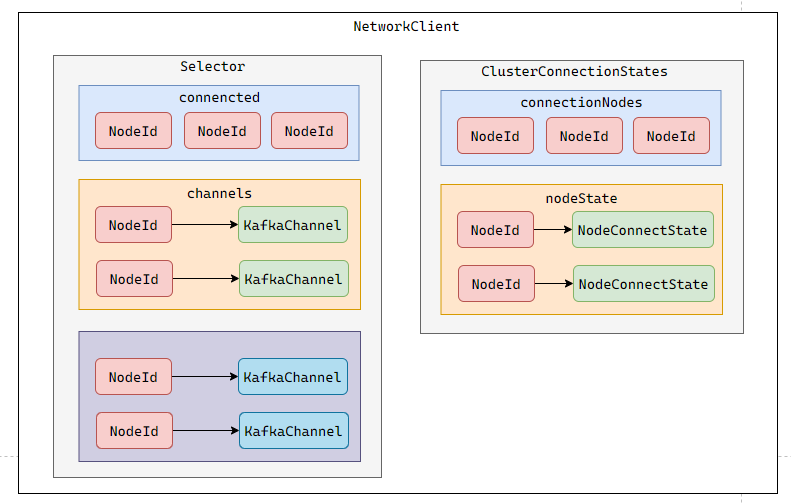 NetworkClient
Selector
connencted
NodeId NodeId NodeId
channels
NodeId KafkaChannel
NodeId KafkaChannel
NodeId KafkaChannel
NodeId KafkaChannel
ClusterConnectionStates
connectionNodes
NodeId NodeId NodeId
nodeState
NodeId NodeConnectState
NodeId NodeConnectState